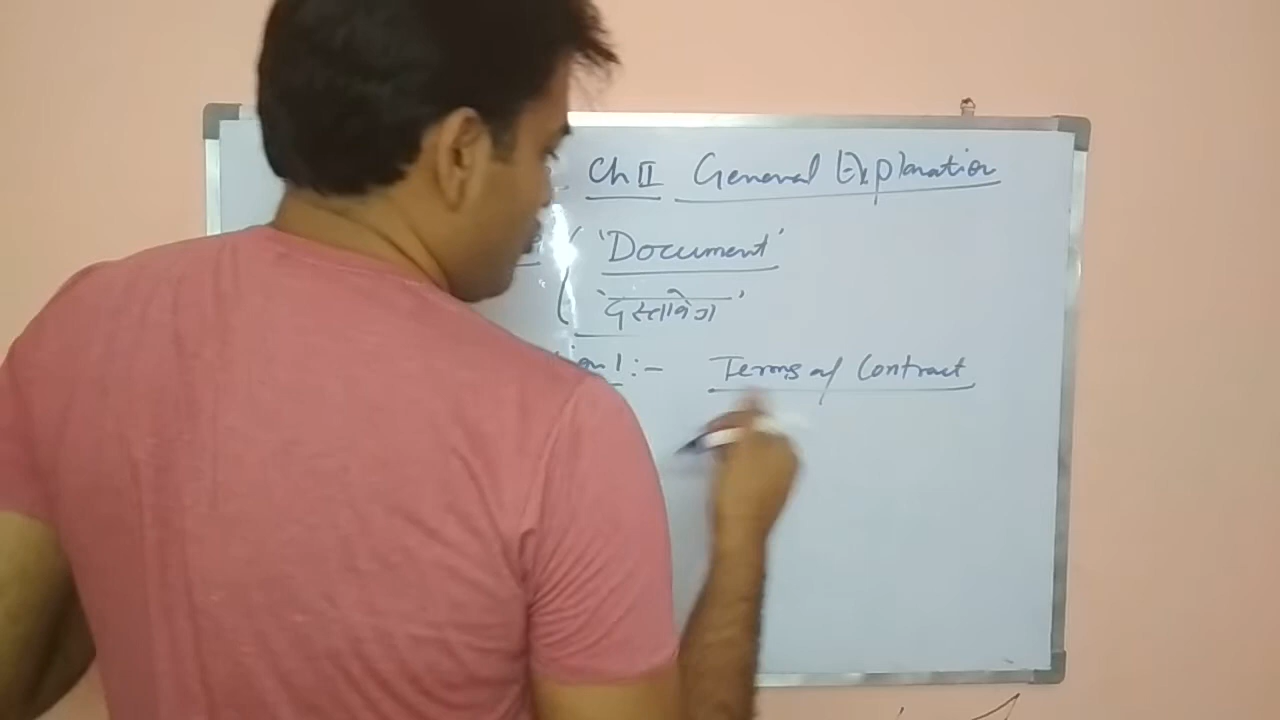 Ch II General Explanation
'Document'
'दस्तावेज'
:- Terms of Contract